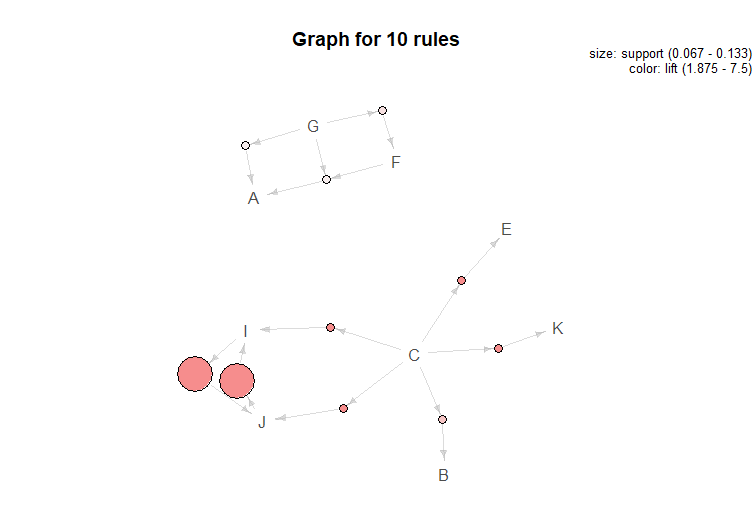 Graph for 10 rules
size: support (0.067 - 0.133)
color: lift (1.875 - 7.5)
G
F
A
E
I
K
C
J
B